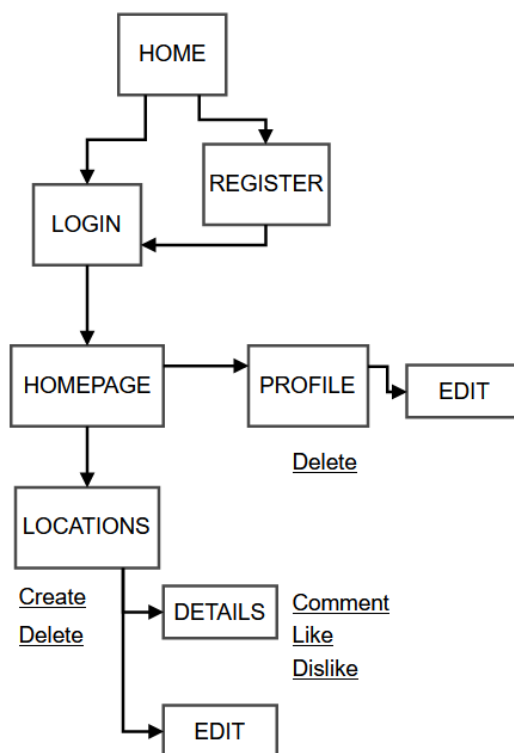 HOME
REGISTER
LOGIN
HOMEPAGE
PROFILE
EDIT
Delete
LOCATIONS
Create
Delete
DETAILS
Comment
Like
Dislike
EDIT